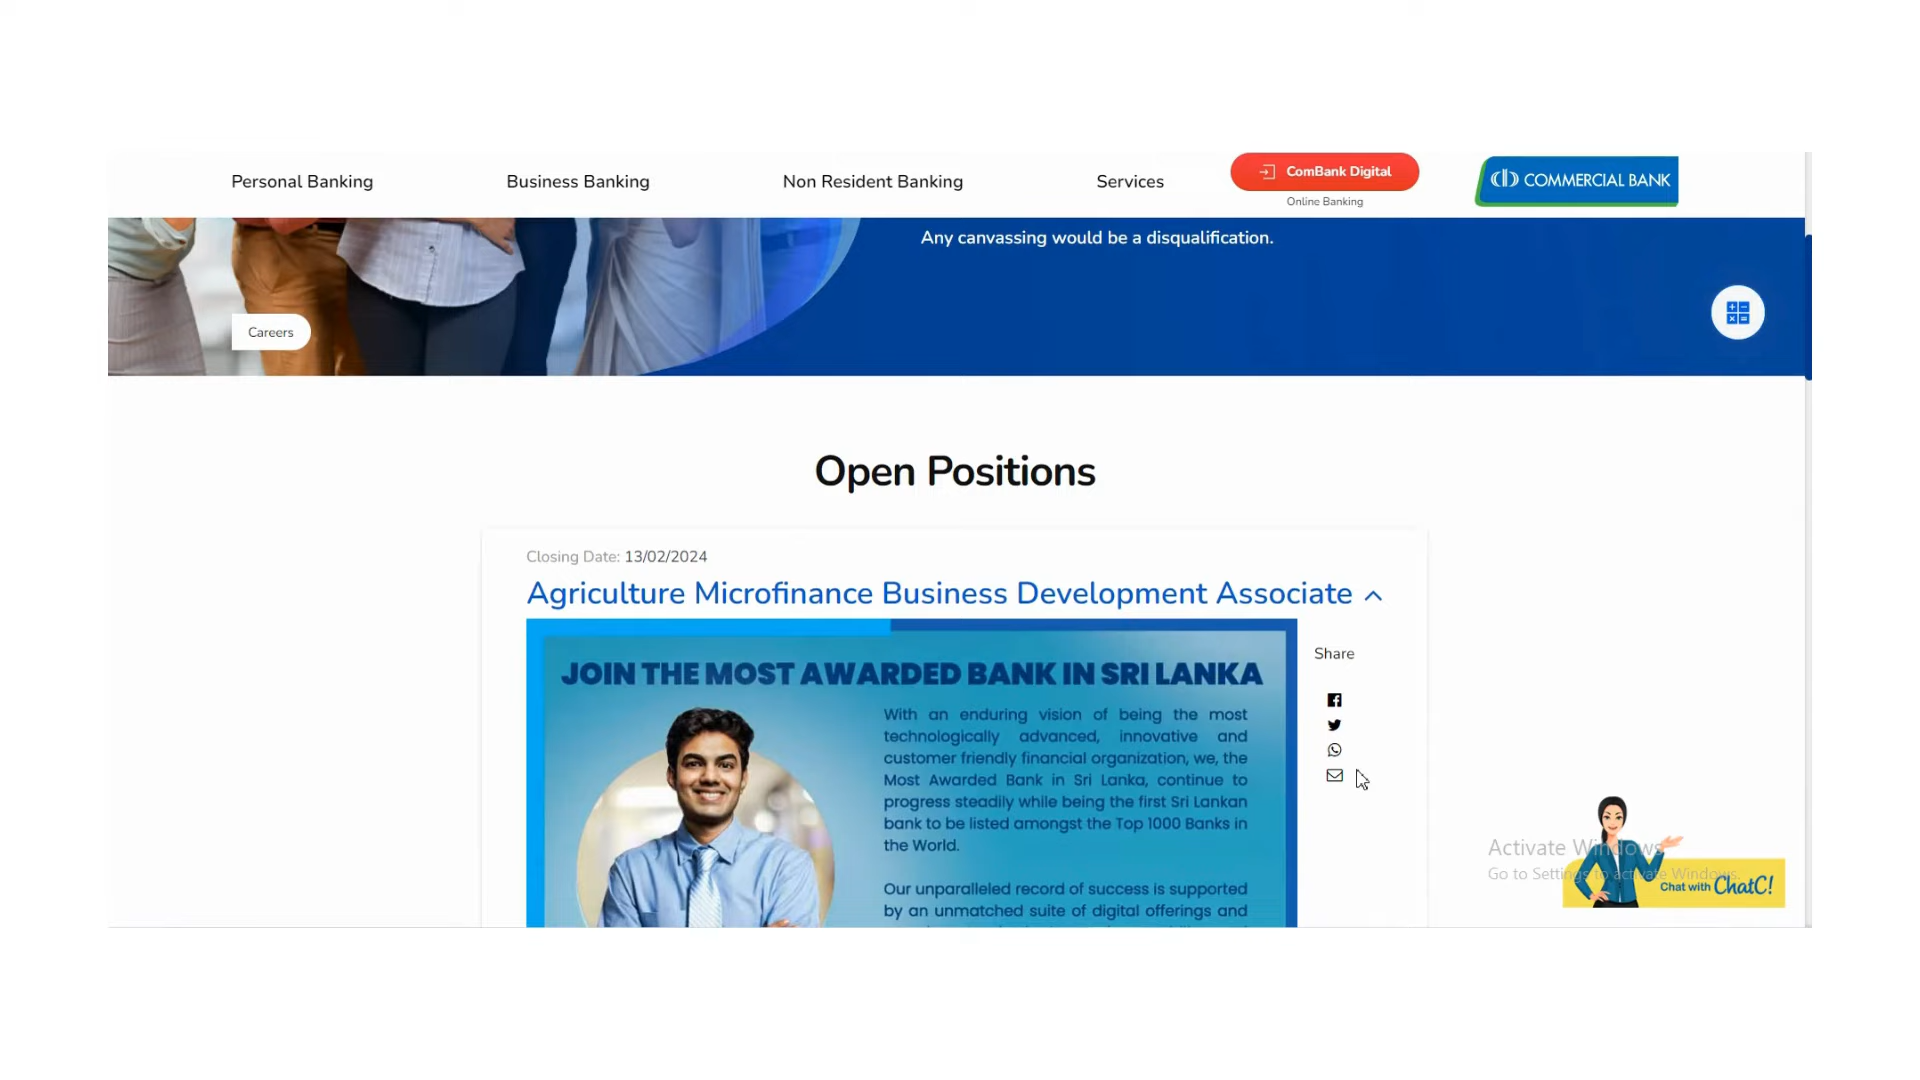 Personal Banking
Business Banking
Non Resident Banking
Services
ComBank Digital
Online Banking
COMMERCIAL BANK
Any canvassing would be a disqualification.
Careers
Open Positions
Closing Date: 13/02/2024
Agriculture Microfinance Business Development Associate
JOIN THE MOST AWARDED BANK IN SRI LANKA
With an enduring vision of being the most
technologically advanced, innovative and
customer friendly financial organization, we, the
Most Awarded Bank in Sri Lanka, continue to
progress steadily while being the first Sri Lankan
bank to be listed amongst the Top 1000 Banks in
the World.
Our unparalleled record of success is supported
by an unmatched suite of digital offerings and
Share
Activate Windows
Go to Settings to activate Windows.
Chat with ChatC!